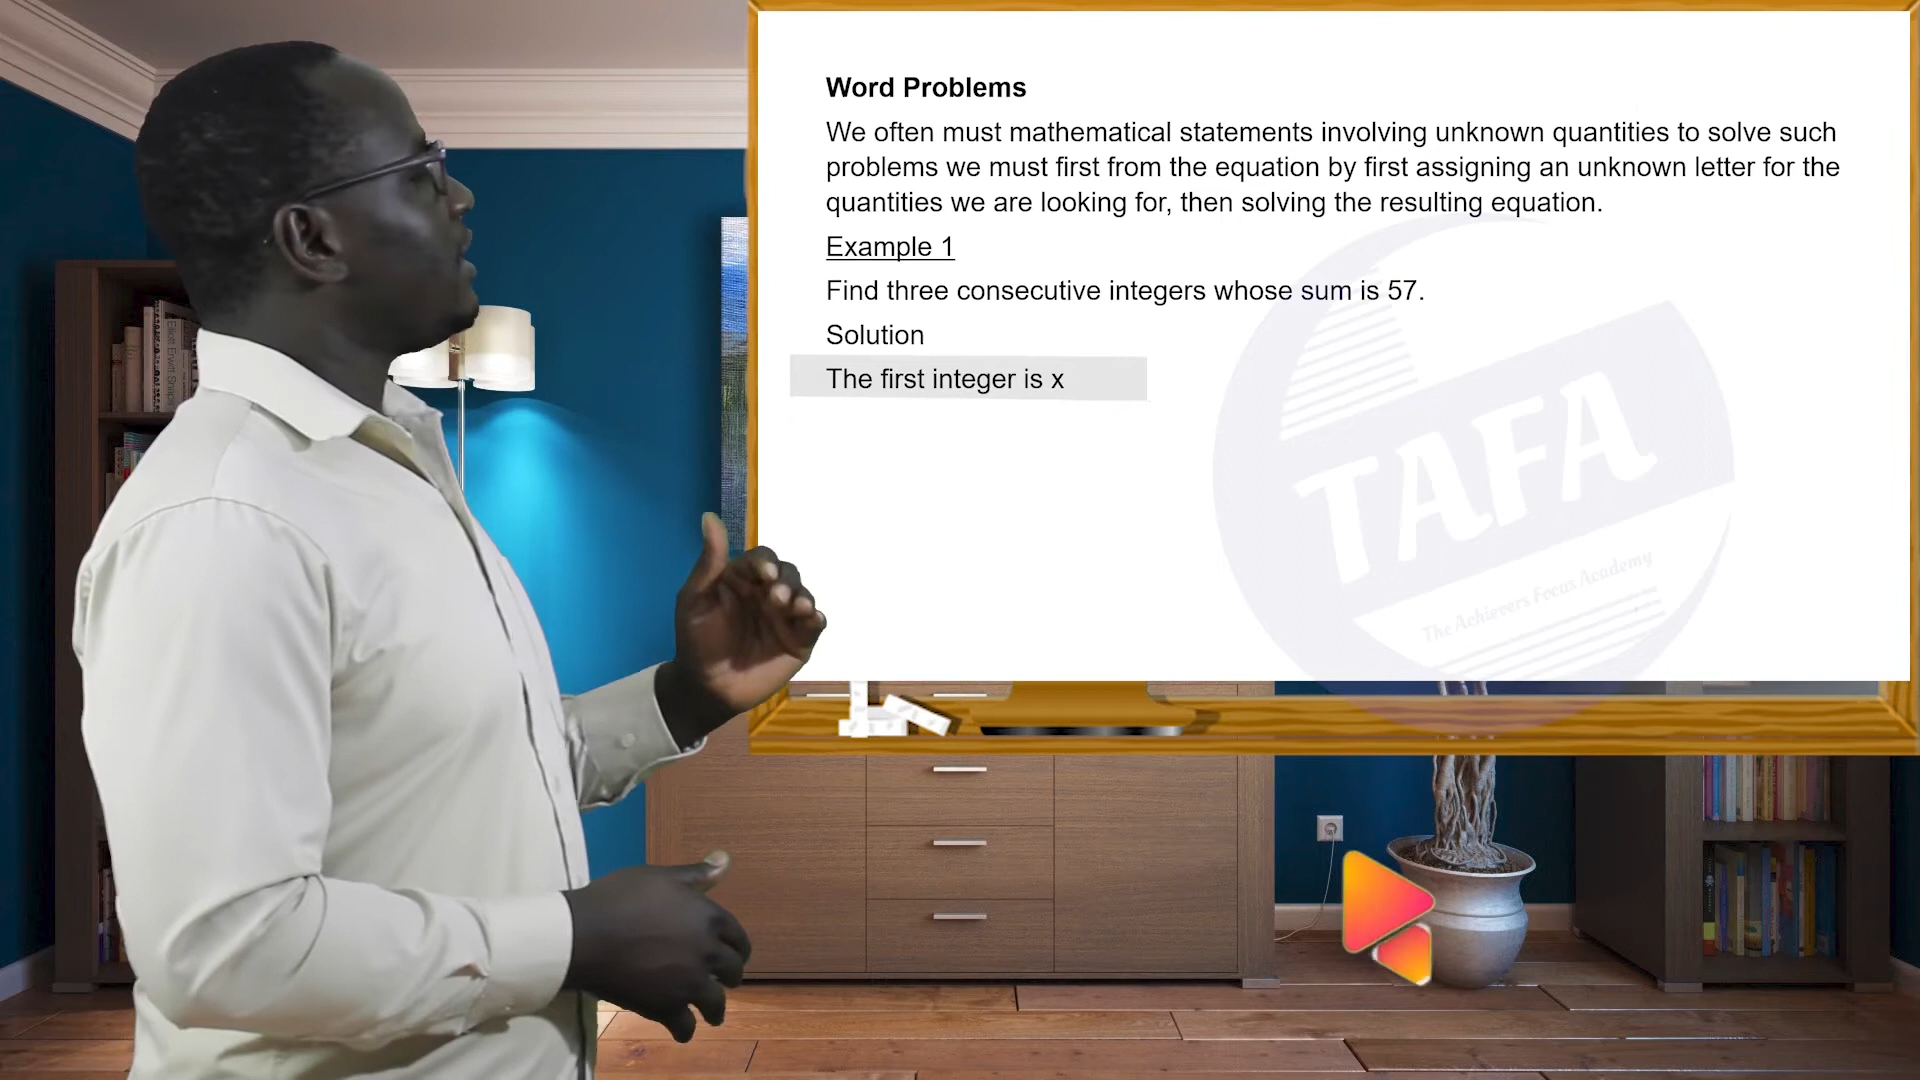 Word Problems
We often must mathematical statements involving unknown quantities to solve such
problems we must first from the equation by first assigning an unknown letter for the
quantities we are looking for, then solving the resulting equation.
Example 1
Find three consecutive integers whose sum is 57.
Solution
The first integer is x
TAFA
The Achievers Focus Academy
Elliott Erwitt Snaps